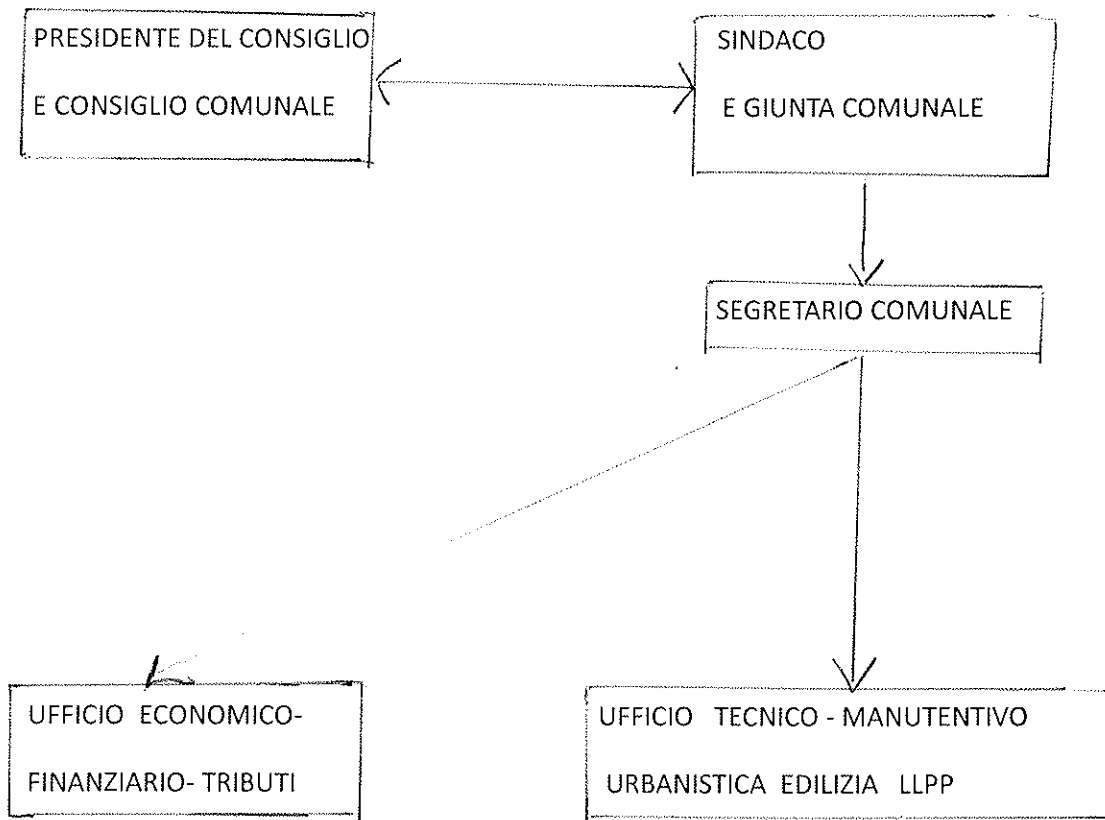 PRESIDENTE DEL CONSIGLIO
E CONSIGLIO COMUNALE
SINDACO
E GIUNTA COMUNALE
SEGRETARIO COMUNALE
UFFICIO ECONOMICO-
FINANZIARIO- TRIBUTI
UFFICIO TECNICO - MANUTENTIVO
URBANISTICA EDILIZIA LLPP